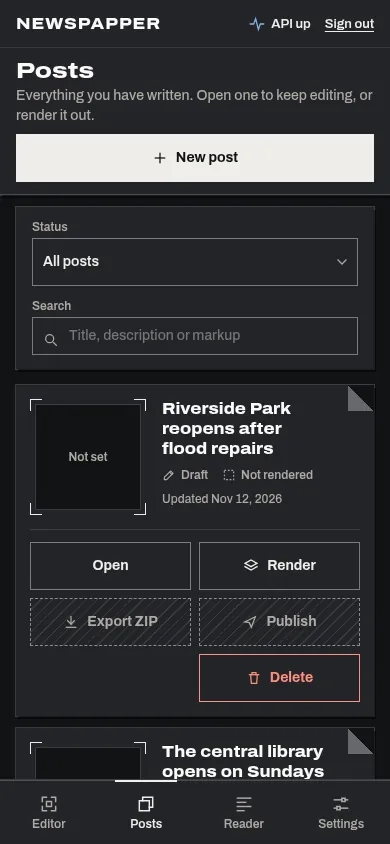 NEWSPAPPER
API up
Sign out
Posts
Everything you have written. Open one to keep editing, or
render it out.
New post
Status
All posts
Search
Title, description or markup
Not set
Riverside Park
reopens after
flood repairs
Draft
Not rendered
Updated Nov 12, 2026
Open
Render
Export ZIP
Publish
Delete
The central library
opens on Sundays
Editor
Posts
Reader
Settings